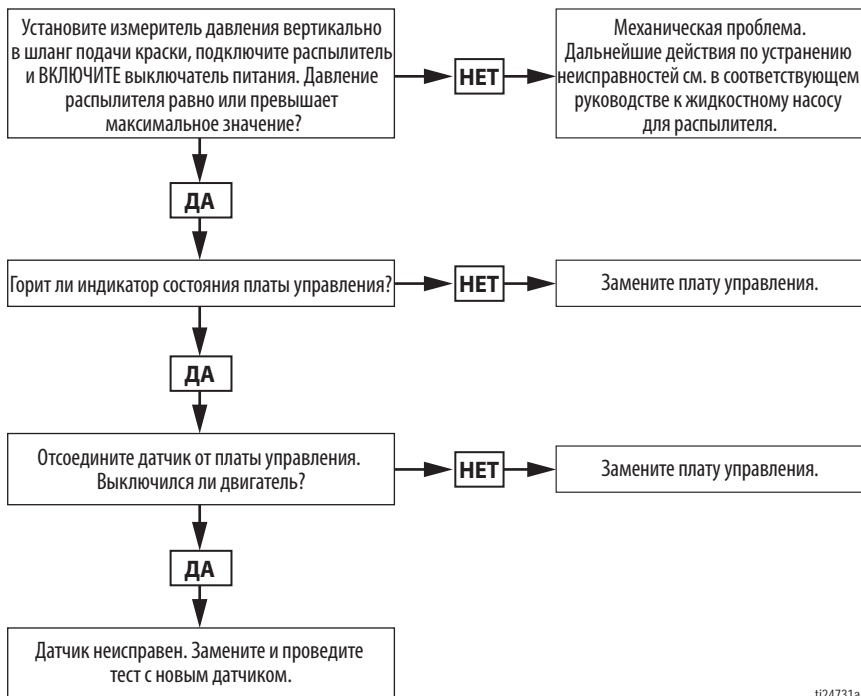 Установите измеритель давления вертикально
в шланг подачи краски, подключите распылитель
и ВКЛЮЧИТЕ выключатель питания. Давление
распылителя равно или превышает
максимальное значение?
НЕТ
Механическая проблема.
Дальнейшие действия по устранению
неисправностей см. в соответствующем
руководстве к жидкостному насосу
для распылителя.
ДА
Горит ли индикатор состояния платы управления?
НЕТ
Замените плату управления.
ДА
Отсоедините датчик от платы управления.
Выключился ли двигатель?
НЕТ
Замените плату управления.
ДА
Датчик неисправен. Замените и проведите
тест с новым датчиком.
ti24731a